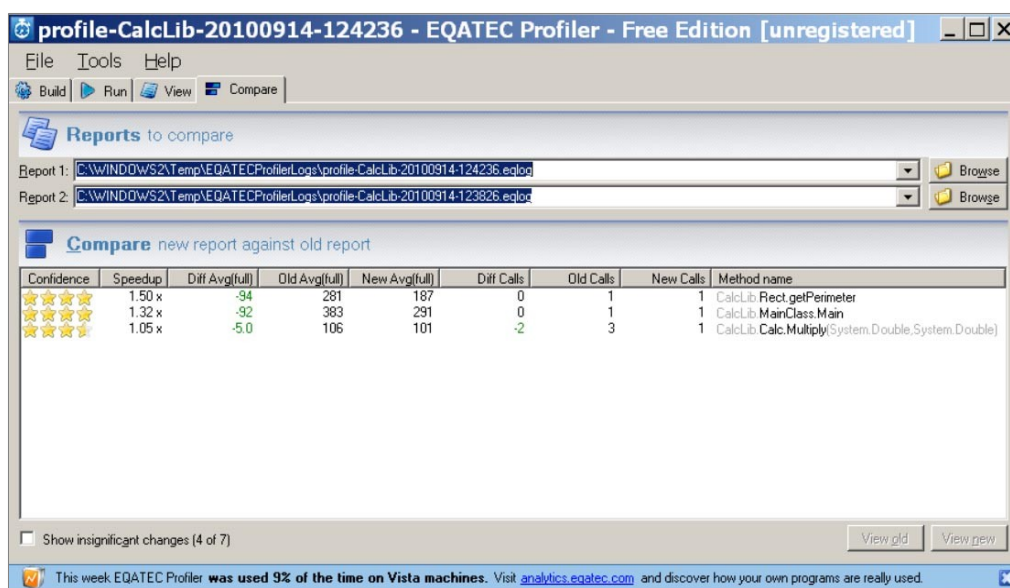 profile-CalcLib-20100914-124236 - EQATEC Profiler - Free Edition [unregistered]
File Tools Help
Build Run View Compare
Reports to compare
Report 1: C:\WINDOWS2\Temp\EQATECProfilerLogs\profile-CalcLib-20100914-124236.eqlog Browse
Report 2: C:\WINDOWS2\Temp\EQATECProfilerLogs\profile-CalcLib-20100914-123826.eqlog Browse
Compare new report against old report
Confidence Speedup Diff Avg(full) Old Avg(full) New Avg(full) Diff Calls Old Calls New Calls Method name
1.50 x -94 281 187 0 1 1 CalcLib.Rect.getPerimeter
1.32 x -92 383 291 0 1 1 CalcLib.MainClass.Main
1.05 x -5.0 106 101 -2 3 1 CalcLib.Calc.Multiply(System.Double,System.Double)
Show insignificant changes (4 of 7) View old View new
This week EQATEC Profiler was used 9% of the time on Vista machines. Visit analytics.eqatec.com and discover how your own programs are really used.